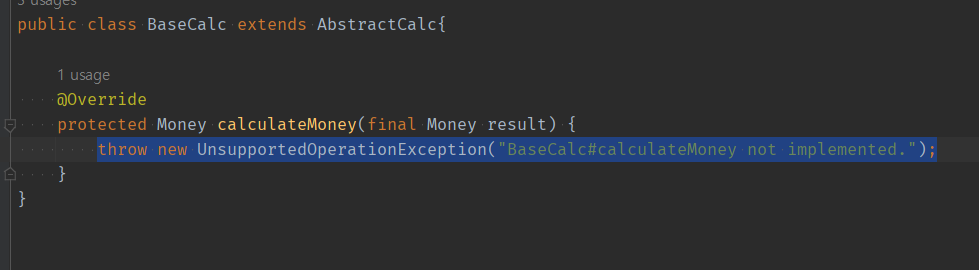 3 usages
public class BaseCalc extends AbstractCalc{
1 usage
@Override
protected Money calculateMoney(final Money result) {
throw new UnsupportedOperationException("BaseCalc#calculateMoney not implemented.");
}
}